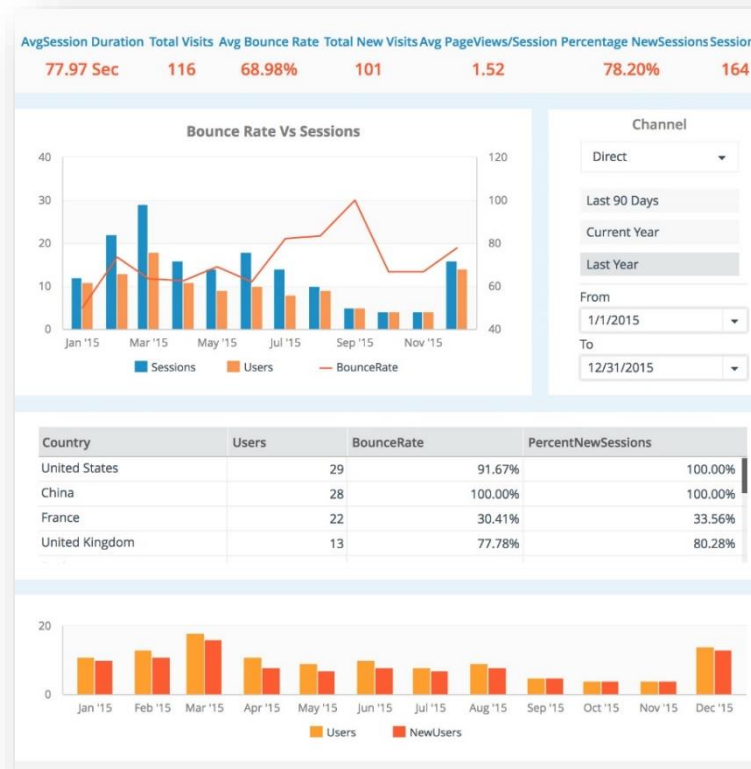 AvgSession Duration Total Visits Avg Bounce Rate Total New Visits Avg PageViews/Session Percentage NewSessions Session
77.97 Sec 116 68.98% 101 1.52 78.20% 164
Bounce Rate Vs Sessions
40 120
30 100
20 80
10 60
0 40
Jan '15 Mar '15 May '15 Jul '15 Sep '15 Nov '15
Sessions Users BounceRate
Channel
Direct
Last 90 Days
Current Year
Last Year
From
1/1/2015
To
12/31/2015
Country Users BounceRate PercentNewSessions
United States 29 91.67% 100.00%
China 28 100.00% 100.00%
France 22 30.41% 33.56%
United Kingdom 13 77.78% 80.28%
20
0
Jan '15 Feb '15 Mar '15 Apr '15 May '15 Jun '15 Jul '15 Aug '15 Sep '15 Oct '15 Nov '15 Dec '15
Users NewUsers